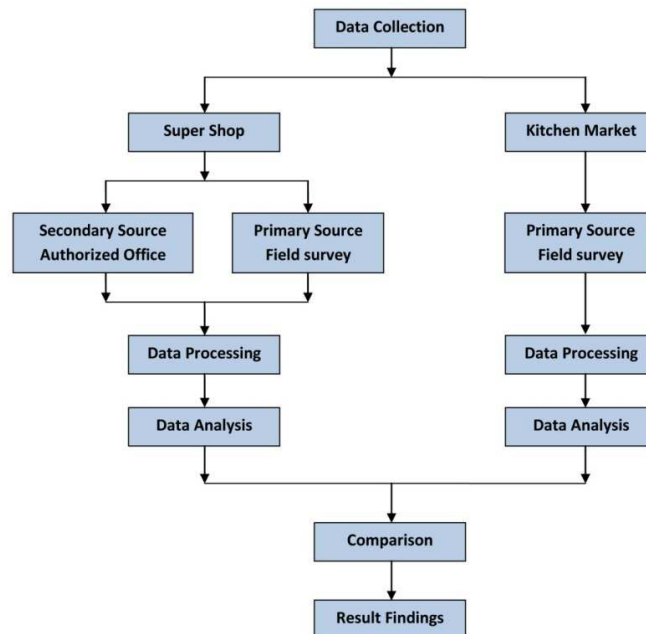 Data Collection
Super Shop
Kitchen Market
Secondary Source
Authorized Office
Primary Source
Field survey
Primary Source
Field survey
Data Processing
Data Processing
Data Analysis
Data Analysis
Comparison
Result Findings